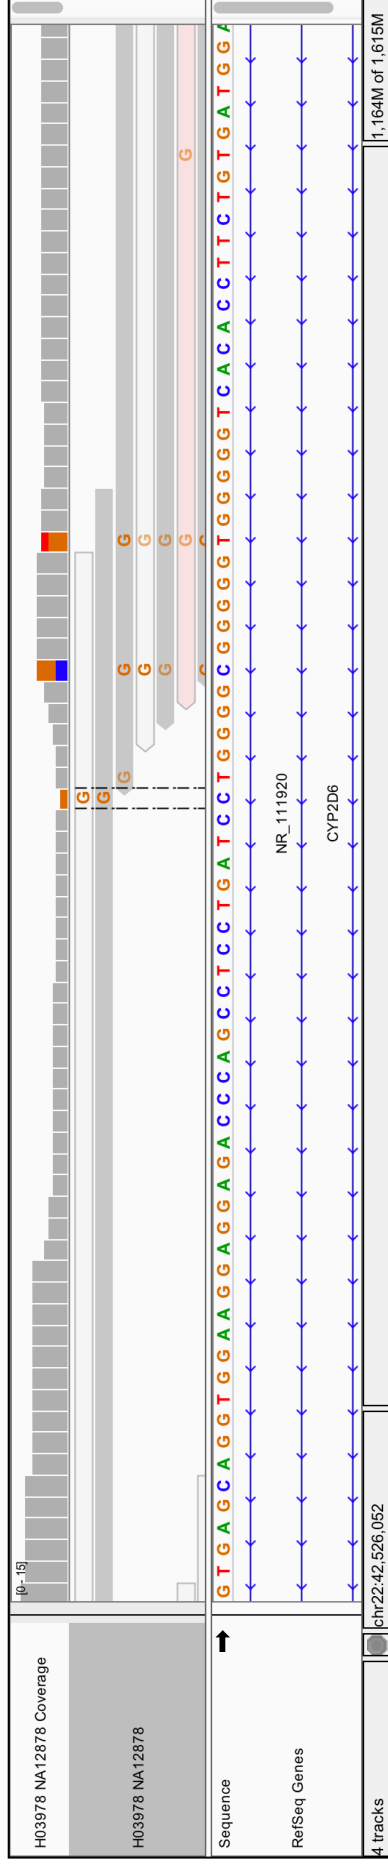 [0 - 15]
H03978 NA12878 Coverage
H03978 NA12878
G
G
G G G
G G
G G
G G
Sequence
G T G A G C A G G T G G A A G G A G G A G A C C C A G C C T C C T G A T C C T G G G G C G G G G G T G G G G G T C A C A C C T T C T G T G A T G G A
RefSeq Genes
NR_111920
CYP2D6
4 tracks
chr22:42,526,052
1,164M of 1,615M